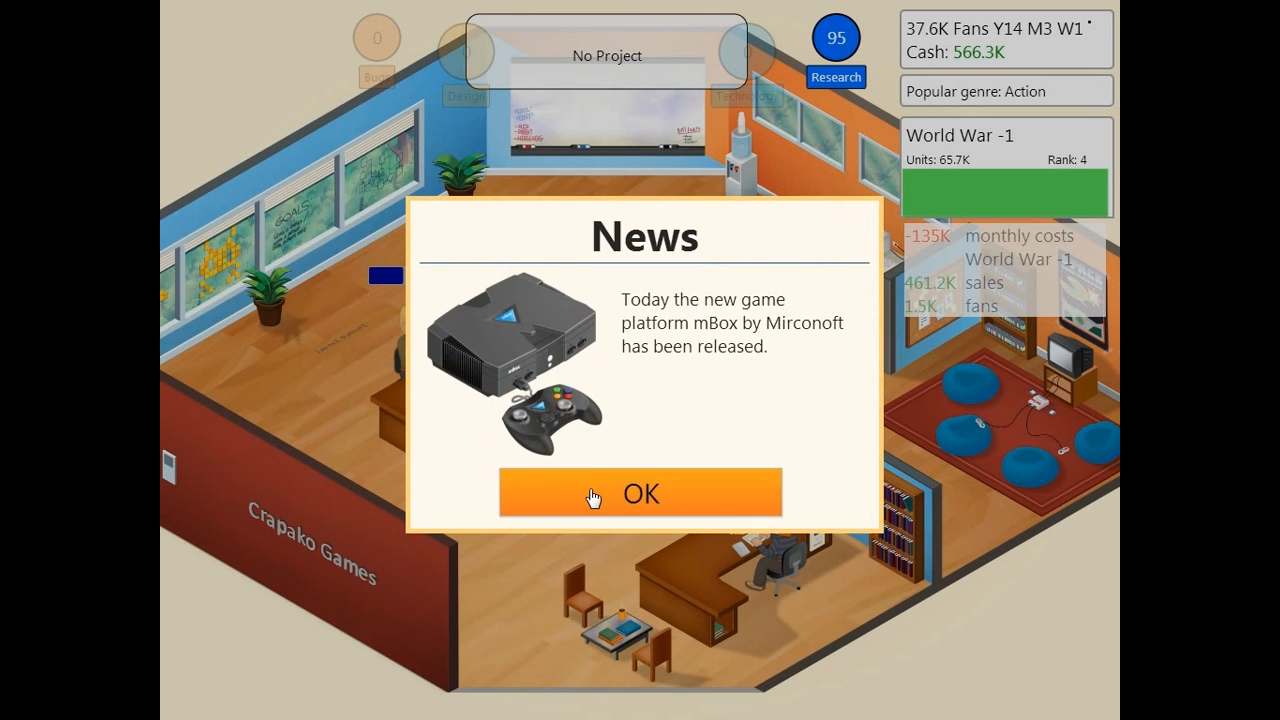 0
Bugs
Design
No Project
Technology
95
Research
37.6K Fans Y14 M3 W1
Cash: 566.3K
Popular genre: Action
World War -1
Units: 65.7K Rank: 4
-135K monthly costs
World War -1
461.2K sales
1.5K fans
GOALS
News
Today the new game
platform mBox by Mirconoft
has been released.
OK
Crapako Games